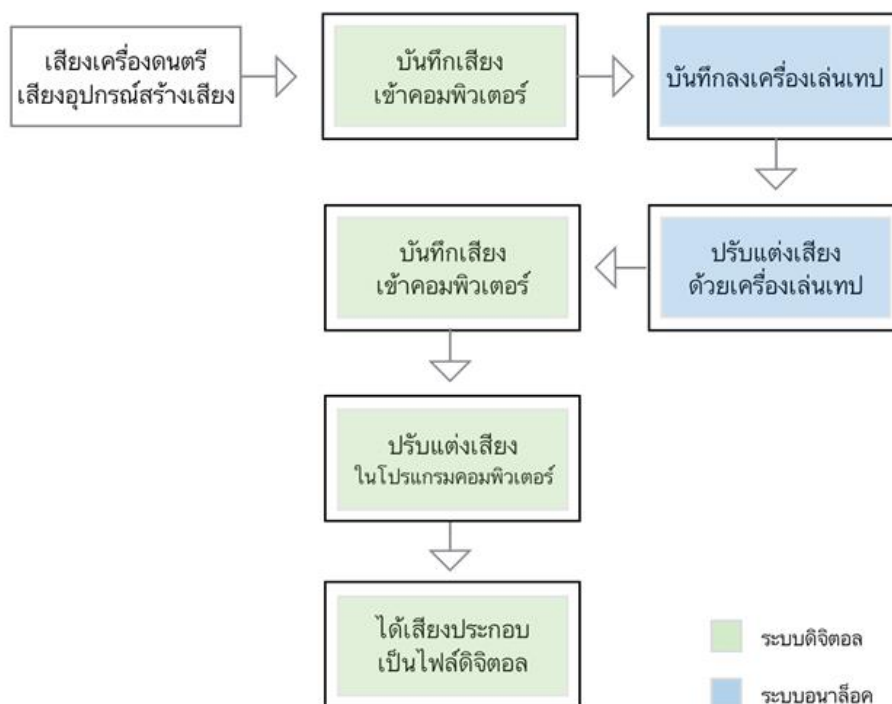 เสียงเครื่องดนตรี
เสียงอุปกรณ์สร้างเสียง
บันทึกเสียง
เข้าคอมพิวเตอร์
บันทึกลงเครื่องเล่นเทป
ปรับแต่งเสียง
ด้วยเครื่องเล่นเทป
บันทึกเสียง
เข้าคอมพิวเตอร์
ปรับแต่งเสียง
ในโปรแกรมคอมพิวเตอร์
ได้เสียงประกอบ
เป็นไฟล์ดิจิตอล
ระบบดิจิตอล
ระบบอนาล็อค